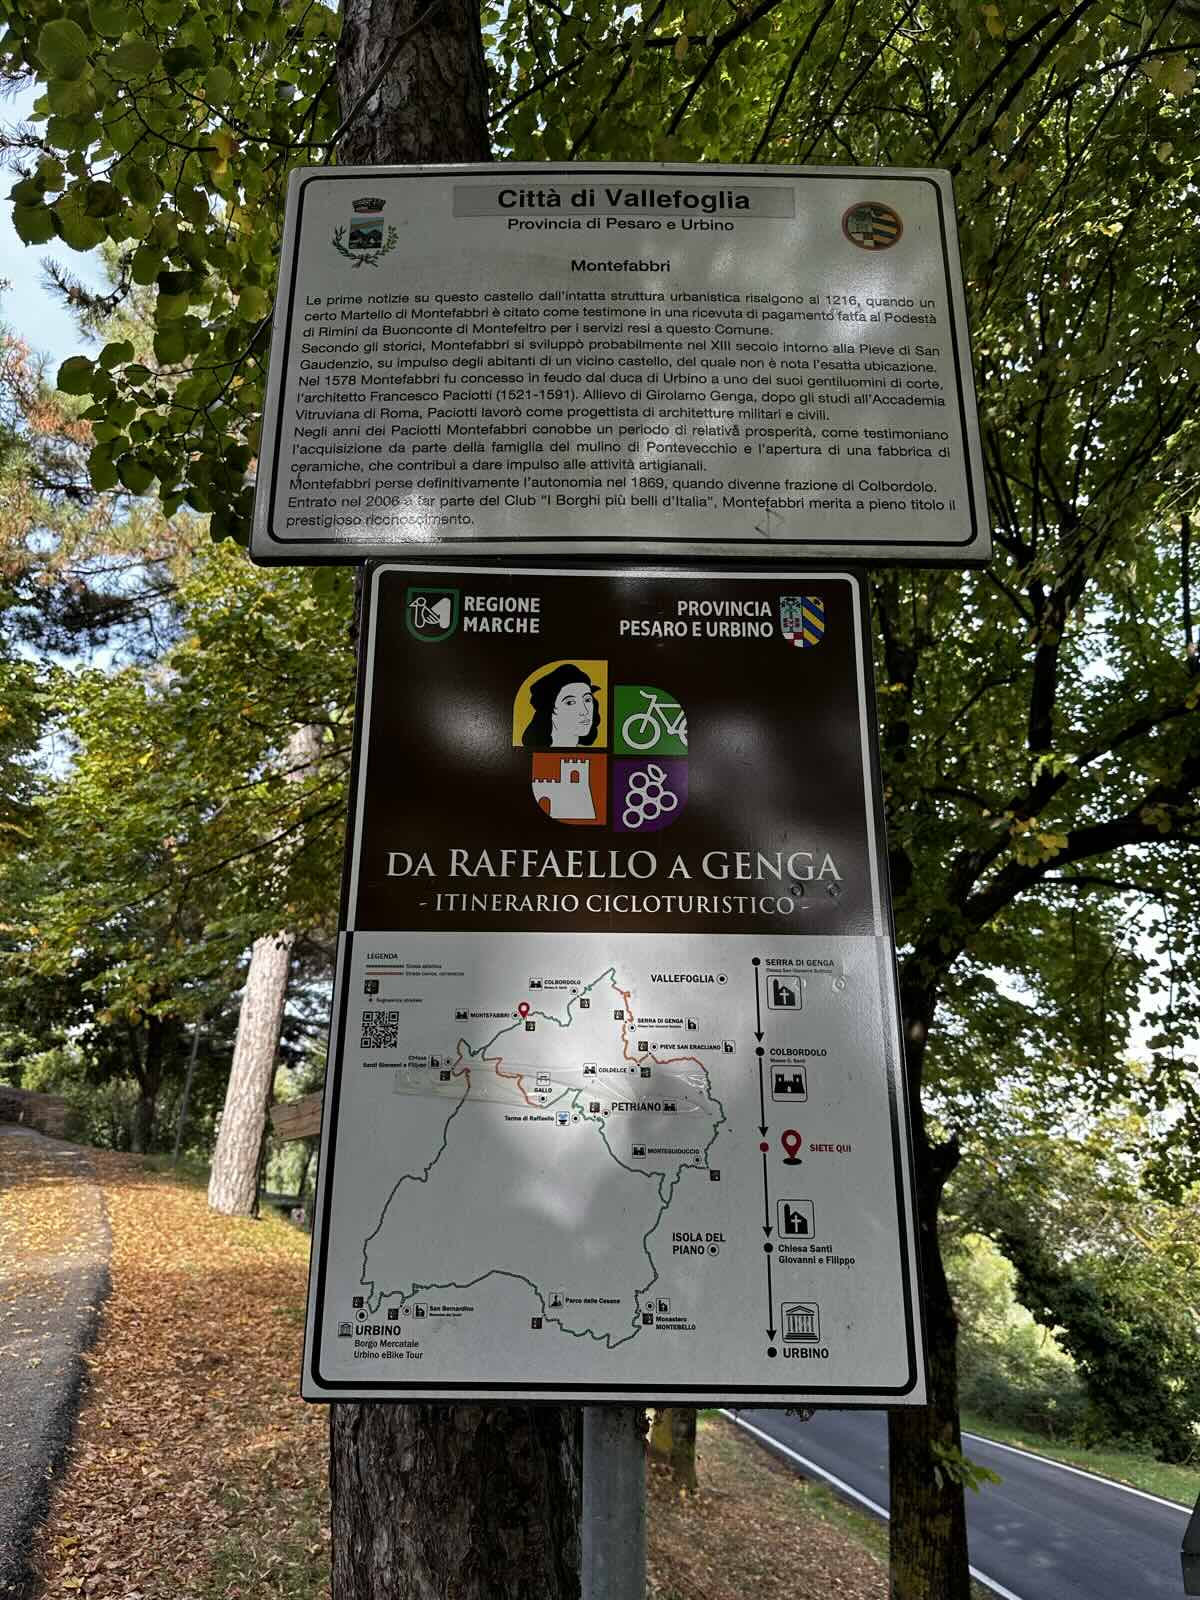 Città di Vallefoglia
Provincia di Pesaro e Urbino
Montefabbri
Le prime notizie su questo castello dall'intatta struttura urbanistica risalgono al 1216, quando un
certo Martello di Montefabbri è citato come testimone in una ricevuta di pagamento fatta al Podestà
di Rimini da Buonconte di Montefeltro per i servizi resi a questo Comune.
Secondo gli storici, Montefabbri si sviluppò probabilmente nel XIII secolo intorno alla Pieve di San
Gaudenzio, su impulso degli abitanti di un vicino castello, del quale non è nota l'esatta ubicazione.
Nel 1578 Montefabbri fu concesso in feudo dal duca di Urbino a uno dei suoi gentiluomini di corte,
l'architetto Francesco Paciotti (1521-1591). Allievo di Girolamo Genga, dopo gli studi all'Accademia
Vitruviana di Roma, Paciotti lavorò come progettista di architetture militari e civili.
Negli anni dei Paciotti Montefabbri conobbe un periodo di relativa prosperità, come testimoniano
l'acquisizione da parte della famiglia del mulino di Pontevecchio e l'apertura di una fabbrica di
ceramiche, che contribuì a dare impulso alle attività artigianali.
Montefabbri perse definitivamente l'autonomia nel 1869, quando divenne frazione di Colbordolo.
Entrato nel 2006 a far parte del Club "I Borghi più belli d'Italia", Montefabbri merita a pieno titolo il
prestigioso riconoscimento.
REGIONE
MARCHE
PROVINCIA
PESARO E URBINO
DA RAFFAELLO A GENGA
- ITINERARIO CICLOTURISTICO -
LEGENDA
Strada asfaltata
Segnaletica stradale
COLBORDOLO
VALLEFOGLIA
MONTEFABBRI
SERRA DI GENGA
PIEVE SAN ERACLIANO
Chiesa
Santi Giovanni e Filippo
COLDELCE
GALLO
PETRIANO
Terme di Raffaello
MONTEGUIDUCCIO
ISOLA DEL
PIANO
Parco delle Cesane
San Bernardino
Monastero
MONTEBELLO
URBINO
Borgo Mercatale
Urbino eBike Tour
SERRA DI GENGA
COLBORDOLO
SIETE QUI
Chiesa Santi
Giovanni e Filippo
URBINO